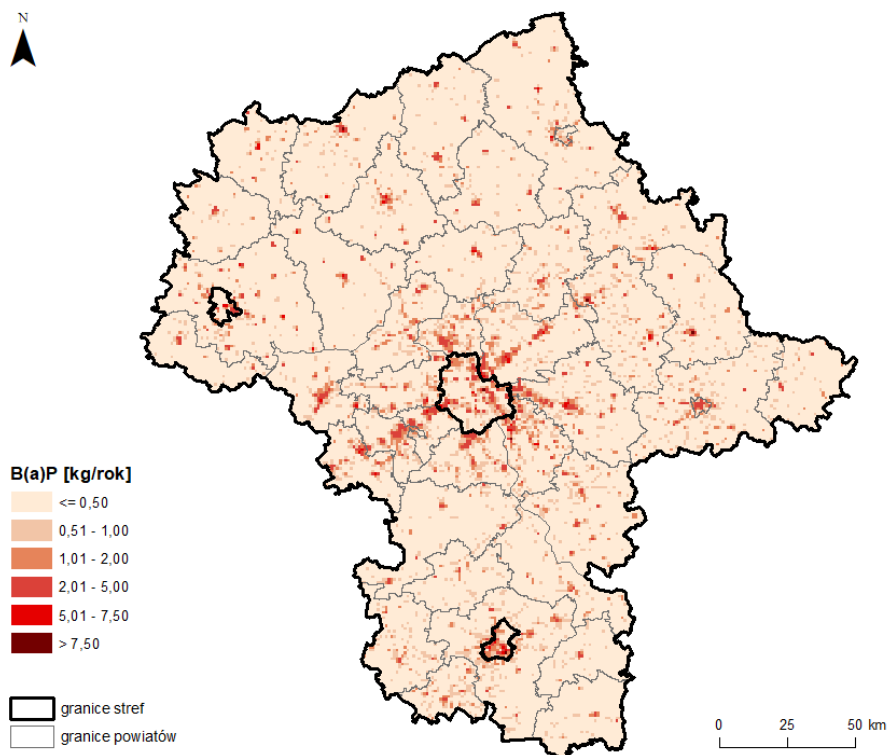 N
B(a)P [kg/rok]
<= 0,50
0,51 - 1,00
1,01 - 2,00
2,01 - 5,00
5,01 - 7,50
> 7,50
granice stref
granice powiatów
0 25 50 km